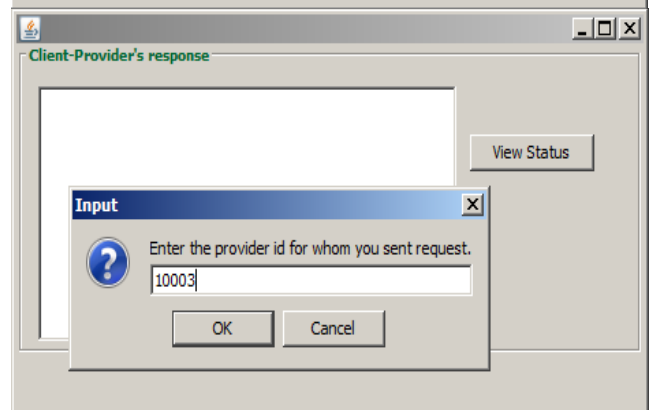 Client-Provider's response
View Status
Input
Enter the provider id for whom you sent request.
10003
OK Cancel